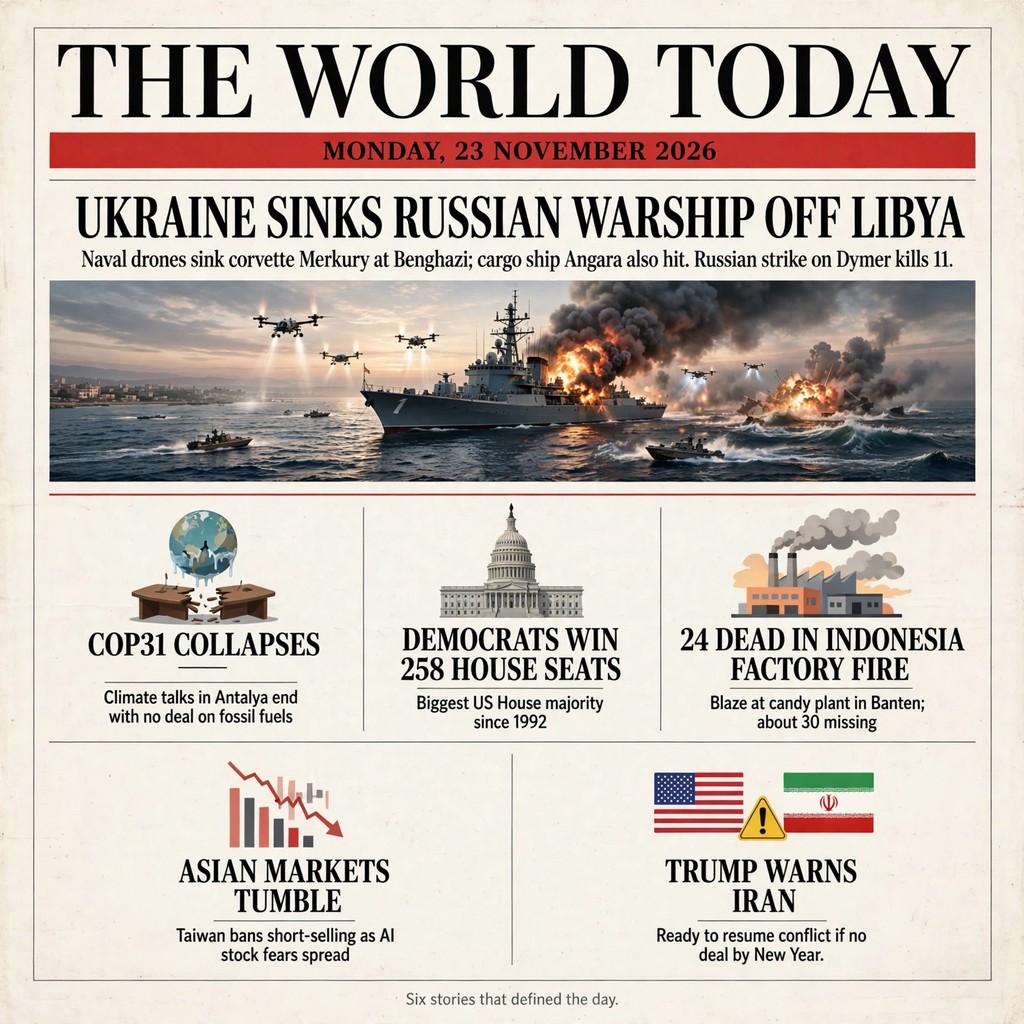 THE WORLD TODAY
MONDAY, 23 NOVEMBER 2026
UKRAINE SINKS RUSSIAN WARSHIP OFF LIBYA
Naval drones sink corvette Merkury at Benghazi; cargo ship Angara also hit. Russian strike on Dymer kills 11.
1
COP31 COLLAPSES
Climate talks in Antalya end
with no deal on fossil fuels
DEMOCRATS WIN
258 HOUSE SEATS
Biggest US House majority
since 1992
24 DEAD IN INDONESIA
FACTORY FIRE
Blaze at candy plant in Banten;
about 30 missing
ASIAN MARKETS
TUMBLE
Taiwan bans short-selling as AI
stock fears spread
!
TRUMP WARNS
IRAN
Ready to resume conflict if no
deal by New Year.
Six stories that defined the day.